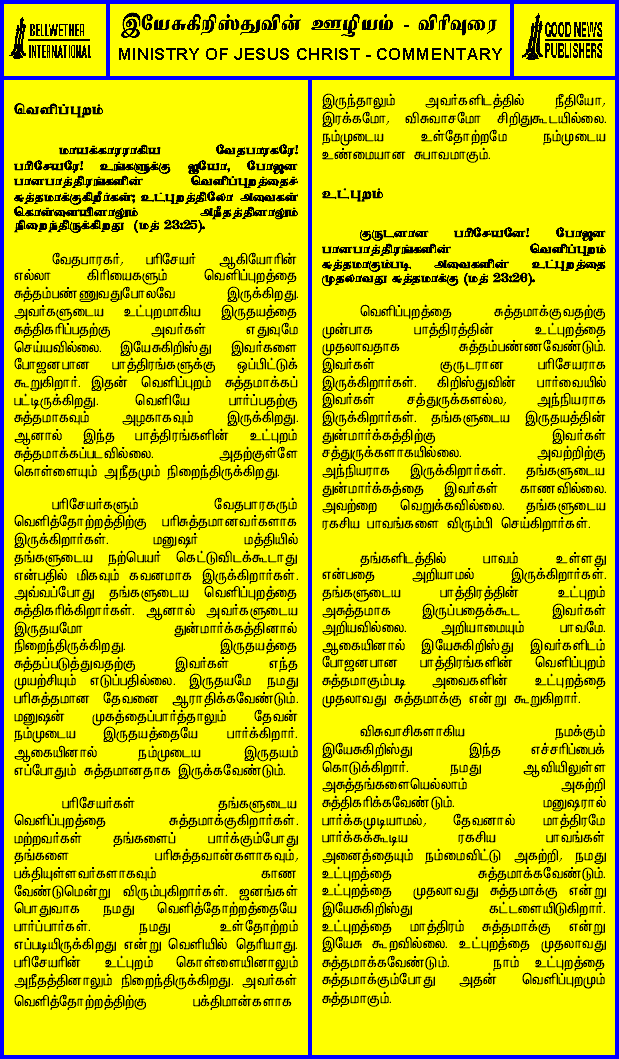 BELLWETHER
INTERNATIONAL
இயேசுகிறிஸ்துவின் ஊழியம் - விரிவுரை
MINISTRY OF JESUS CHRIST - COMMENTARY
GOOD NEWS
PUBLISHERS
வெளிப்புறம்
மாயக்காரராகிய வேதபாரகரே!
பரிசேயரே! உங்களுக்கு ஐயோ, போஜன
பானபாத்திரங்களின் வெளிப்புறத்தைச்
சுத்தமாக்குகிறீர்கள்; உட்புறத்திலோ அவைகள்
கொள்ளையினாலும் அநீதத்தினாலும்
நிறைந்திருக்கிறது (மத் 23:25).
வேதபாரகர், பரிசேயர் ஆகியோரின்
எல்லா கிரியைகளும் வெளிப்புறத்தை
சுத்தம்பண்ணுவதுபோலவே இருக்கிறது.
அவர்களுடைய உட்புறமாகிய இருதயத்தை
சுத்திகரிப்பதற்கு அவர்கள் எதுவுமே
செய்யவில்லை. இயேசுகிறிஸ்து இவர்களை
போஜனபான பாத்திரங்களுக்கு ஒப்பிட்டுக்
கூறுகிறார். இதன் வெளிப்புறம் சுத்தமாக்கப்
பட்டிருக்கிறது. வெளியே பார்ப்பதற்கு
சுத்தமாகவும் அழகாகவும் இருக்கிறது.
ஆனால் இந்த பாத்திரங்களின் உட்புறம்
சுத்தமாக்கப்படவில்லை. அதற்குள்ளே
கொள்ளையும் அநீதமும் நிறைந்திருக்கிறது.
பரிசேயர்களும் வேதபாரகரும்
வெளித்தோற்றத்திற்கு பரிசுத்தமானவர்களாக
இருக்கிறார்கள். மனுஷர் மத்தியில்
தங்களுடைய நற்பெயர் கெட்டுவிடக்கூடாது
என்பதில் மிகவும் கவனமாக இருக்கிறார்கள்.
அவ்வப்போது தங்களுடைய வெளிப்புறத்தை
சுத்திகரிக்கிறார்கள். ஆனால் அவர்களுடைய
இருதயமோ துன்மார்க்கத்தினால்
நிறைந்திருக்கிறது. இருதயத்தை
சுத்தப்படுத்துவதற்கு இவர்கள் எந்த
முயற்சியும் எடுப்பதில்லை. இருதயமே நமது
பரிசுத்தமான தேவனை ஆராதிக்கவேண்டும்.
மனுஷன் முகத்தைப்பார்த்தாலும் தேவன்
நம்முடைய இருதயத்தையே பார்க்கிறார்.
ஆகையினால் நம்முடைய இருதயம்
எப்போதும் சுத்தமானதாக இருக்கவேண்டும்.
பரிசேயர்கள் தங்களுடைய
வெளிப்புறத்தை சுத்தமாக்குகிறார்கள்.
மற்றவர்கள் தங்களைப் பார்க்கும்போது
தங்களை பரிசுத்தவான்களாகவும்,
பக்தியுள்ளவர்களாகவும் காண
வேண்டுமென்று விரும்புகிறார்கள். ஜனங்கள்
பொதுவாக நமது வெளித்தோற்றத்தையே
பார்ப்பார்கள். நமது உள்தோற்றம்
எப்படியிருக்கிறது என்று வெளியில் தெரியாது.
பரிசேயரின் உட்புறம் கொள்ளையினாலும்
அநீதத்தினாலும் நிறைந்திருக்கிறது. அவர்கள்
வெளித்தோற்றத்திற்கு பக்திமான்களாக
இருந்தாலும் அவர்களிடத்தில் நீதியோ,
இரக்கமோ, விசுவாசமோ சிறிதுகூடயில்லை.
நம்முடைய உள்தோற்றமே நம்முடைய
உண்மையான சுபாவமாகும்.
உட்புறம்
குருடனான பரிசேயனே! போஜன
பானபாத்திரங்களின் வெளிப்புறம்
சுத்தமாகும்படி அவைகளின் உட்புறத்தை
முதலாவது சுத்தமாக்கு (மத் 23:26).
வெளிப்புறத்தை சுத்தமாக்குவதற்கு
முன்பாக பாத்திரத்தின் உட்புறத்தை
முதலாவதாக சுத்தம்பண்ணவேண்டும்.
இவர்கள் குருடரான பரிசேயராக
இருக்கிறார்கள். கிறிஸ்துவின் பார்வையில்
இவர்கள் சத்துருக்களல்ல, அந்நியராக
இருக்கிறார்கள். தங்களுடைய இருதயத்தின்
துன்மார்க்கத்திற்கு இவர்கள்
சத்துருக்களாகயில்லை. அவற்றிற்கு
அந்நியராக இருக்கிறார்கள். தங்களுடைய
துன்மார்க்கத்தை இவர்கள் காணவில்லை.
அவற்றை வெறுக்கவில்லை. தங்களுடைய
ரகசிய பாவங்களை விரும்பி செய்கிறார்கள்.
தங்களிடத்தில் பாவம் உள்ளது
என்பதை அறியாமல் இருக்கிறார்கள்.
தங்களுடைய பாத்திரத்தின் உட்புறம்
அசுத்தமாக இருப்பதைக்கூட இவர்கள்
அறியவில்லை. அறியாமையும் பாவமே.
ஆகையினால் இயேசுகிறிஸ்து இவர்களிடம்
போஜனபான பாத்திரங்களின் வெளிப்புறம்
சுத்தமாகும்படி அவைகளின் உட்புறத்தை
முதலாவது சுத்தமாக்கு என்று கூறுகிறார்.
விசுவாசிகளாகிய நமக்கும்
இயேசுகிறிஸ்து இந்த எச்சரிப்பைக்
கொடுக்கிறார். நமது ஆவியிலுள்ள
அசுத்தங்களையெல்லாம் அகற்றி
சுத்திகரிக்கவேண்டும். மனுஷரால்
பார்க்கமுடியாமல், தேவனால் மாத்திரமே
பார்க்கக்கூடிய ரகசிய பாவங்கள்
அனைத்தையும் நம்மைவிட்டு அகற்றி, நமது
உட்புறத்தை சுத்தமாக்கவேண்டும்.
உட்புறத்தை முதலாவது சுத்தமாக்கு என்று
இயேசுகிறிஸ்து கட்டளையிடுகிறார்.
உட்புறத்தை மாத்திரம் சுத்தமாக்கு என்று
இயேசு கூறவில்லை. உட்புறத்தை முதலாவது
சுத்தமாக்கவேண்டும். நாம் உட்புறத்தை
சுத்தமாக்கும்போது அதன் வெளிப்புறமும்
சுத்தமாகும்.